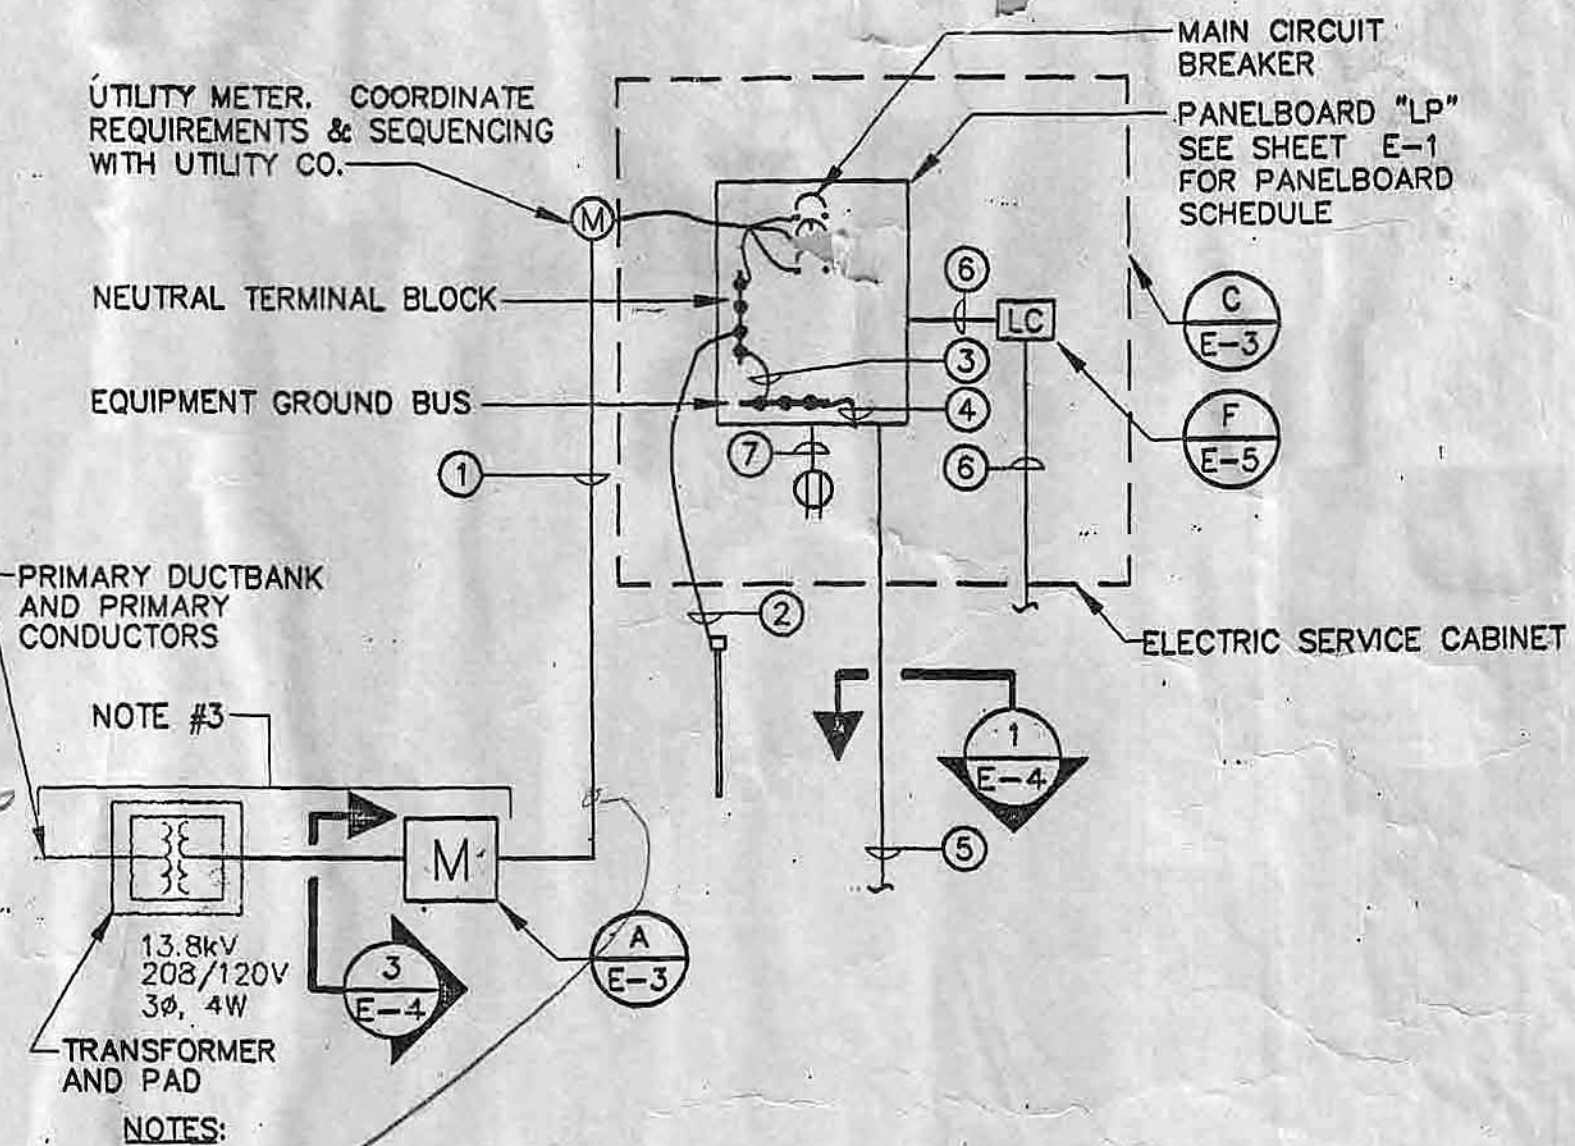 MAIN CIRCUIT
BREAKER
UTILITY METER. COORDINATE
REQUIREMENTS & SEQUENCING
WITH UTILITY CO.
PANELBOARD "LP"
SEE SHEET E-1
FOR PANELBOARD
SCHEDULE
M
NEUTRAL TERMINAL BLOCK
6
LC
C
E-3
3
EQUIPMENT GROUND BUS
4
F
E-5
7
1
6
PRIMARY DUCTBANK
AND PRIMARY
CONDUCTORS
2
ELECTRIC SERVICE CABINET
NOTE #3
1
E-4
M
5
13.8kV
208/120V
3ø, 4W
3
E-4
A
E-3
TRANSFORMER
AND PAD
NOTES: